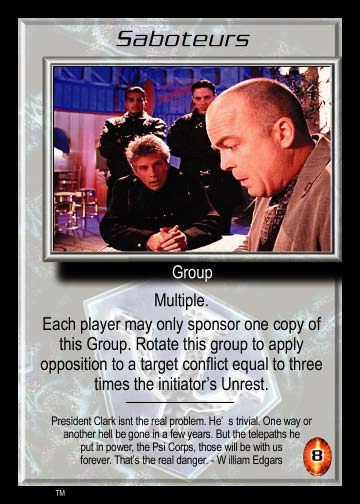 Saboteurs
Group
Multiple.
Each player may only sponsor one copy of
this Group. Rotate this group to apply
opposition to a target conflict equal to three
times the initiator's Unrest.
President Clark isnt the real problem. He' s trivial. One way or
another hell be gone in a few years. But the telepaths he
put in power, the Psi Corps, those will be with us
forever. That's the real danger. - W illiam Edgars
8
TM